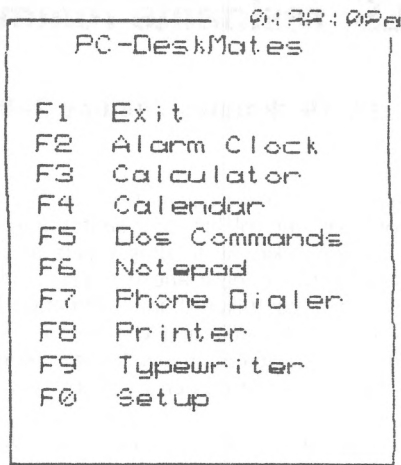 PC-DeskMates
F1 Exit
F2 Alarm Clock
F3 Calculator
F4 Calendar
F5 Dos Commands
F6 Notepad
F7 Phone Dialer
F8 Printer
F9 Typewriter
F0 Setup